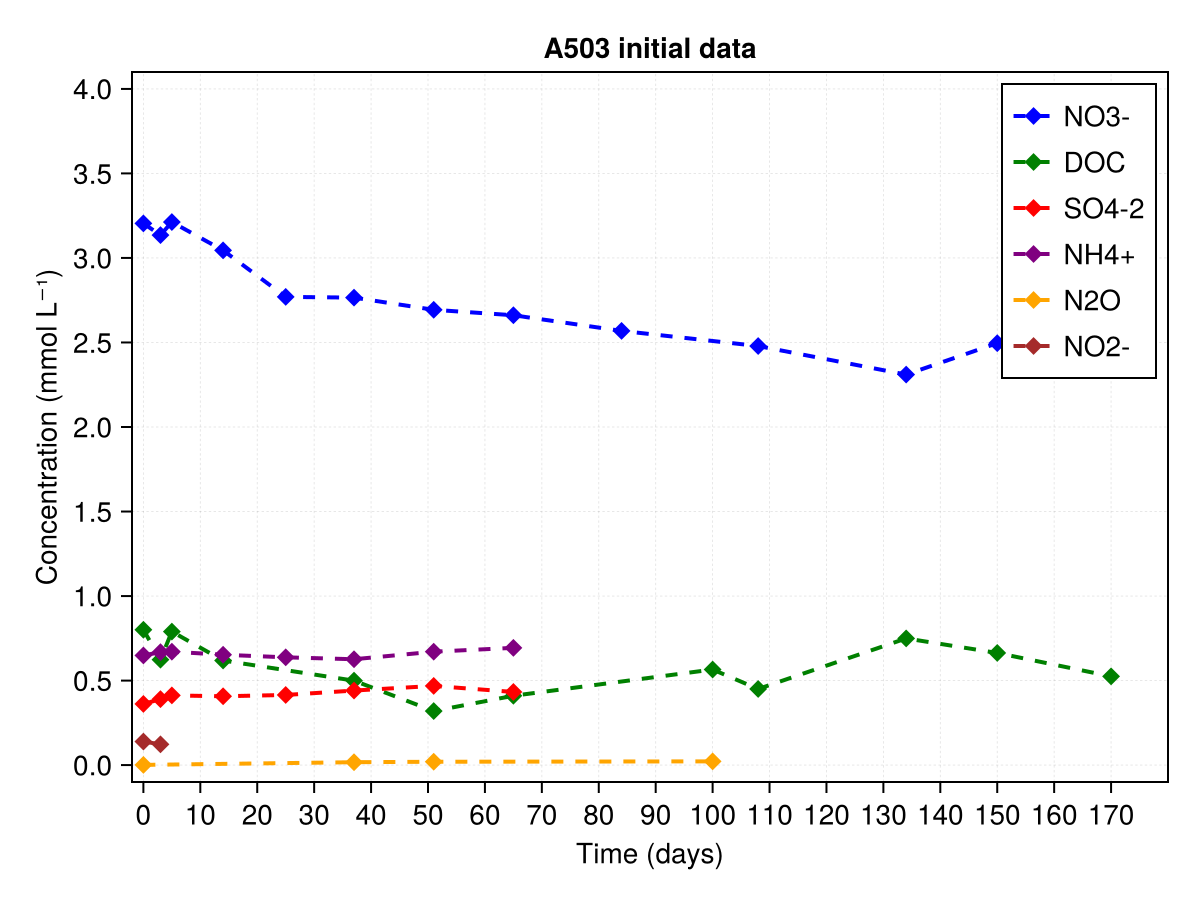 A503 initial data
4.0
3.5
3.0
2.5
2.0
1.5
1.0
0.5
0.0
Concentration (mmol L⁻¹)
NO3-
DOC
SO4-2
NH4+
N2O
NO2-
0 10 20 30 40 50 60 70 80 90 100 110 120 130 140 150 160 170
Time (days)